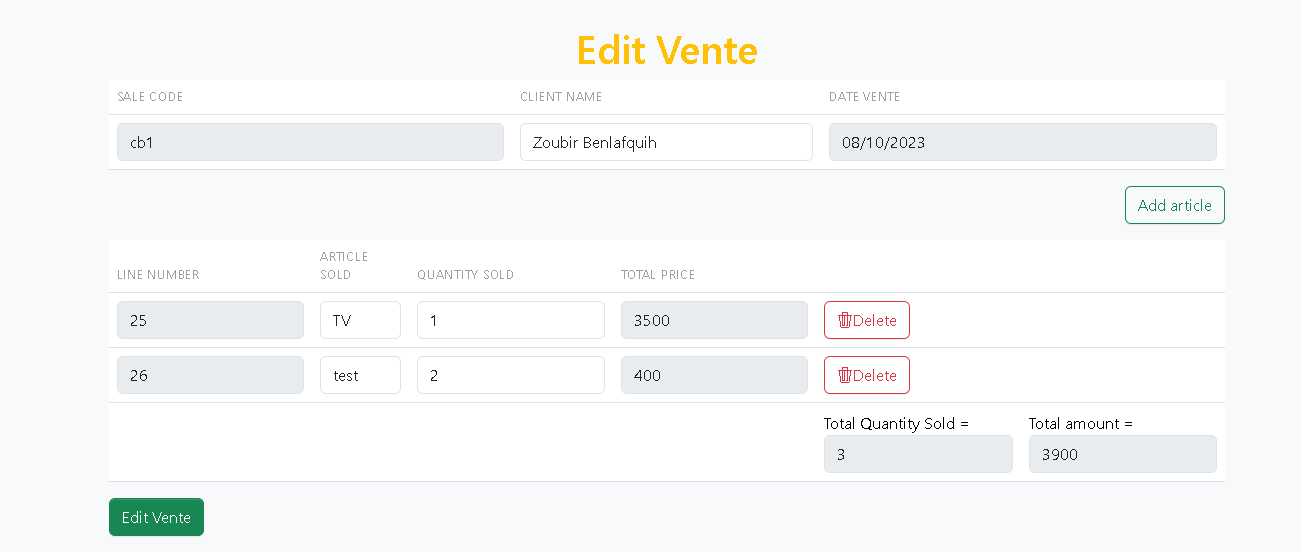 Edit Vente
SALE CODE CLIENT NAME DATE VENTE
cb1 Zoubir Benlafquih 08/10/2023
Add article
LINE NUMBER ARTICLE SOLD QUANTITY SOLD TOTAL PRICE
25 TV 1 3500 Delete
26 test 2 400 Delete
Total Quantity Sold = Total amount =
3 3900
Edit Vente